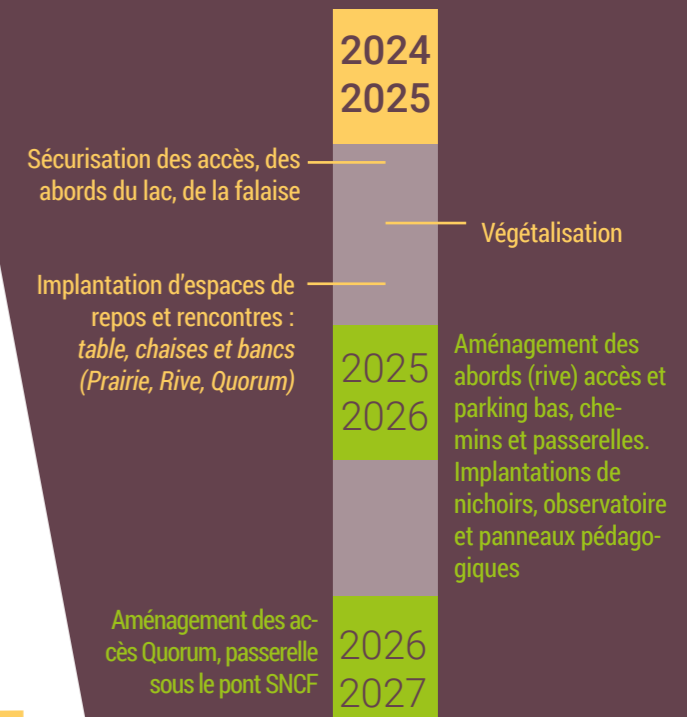 2024
2025
Sécurisation des accès, des
abords du lac, de la falaise
Végétalisation
Implantation d'espaces de
repos et rencontres :
table, chaises et bancs
(Prairie, Rive, Quorum)
2025
2026
Aménagement des
abords (rive) accès et
parking bas, che-
mins et passerelles.
Implantations de
nichoirs, observatoire
et panneaux pédago-
giques
Aménagement des ac-
cès Quorum, passerelle
sous le pont SNCF
2026
2027